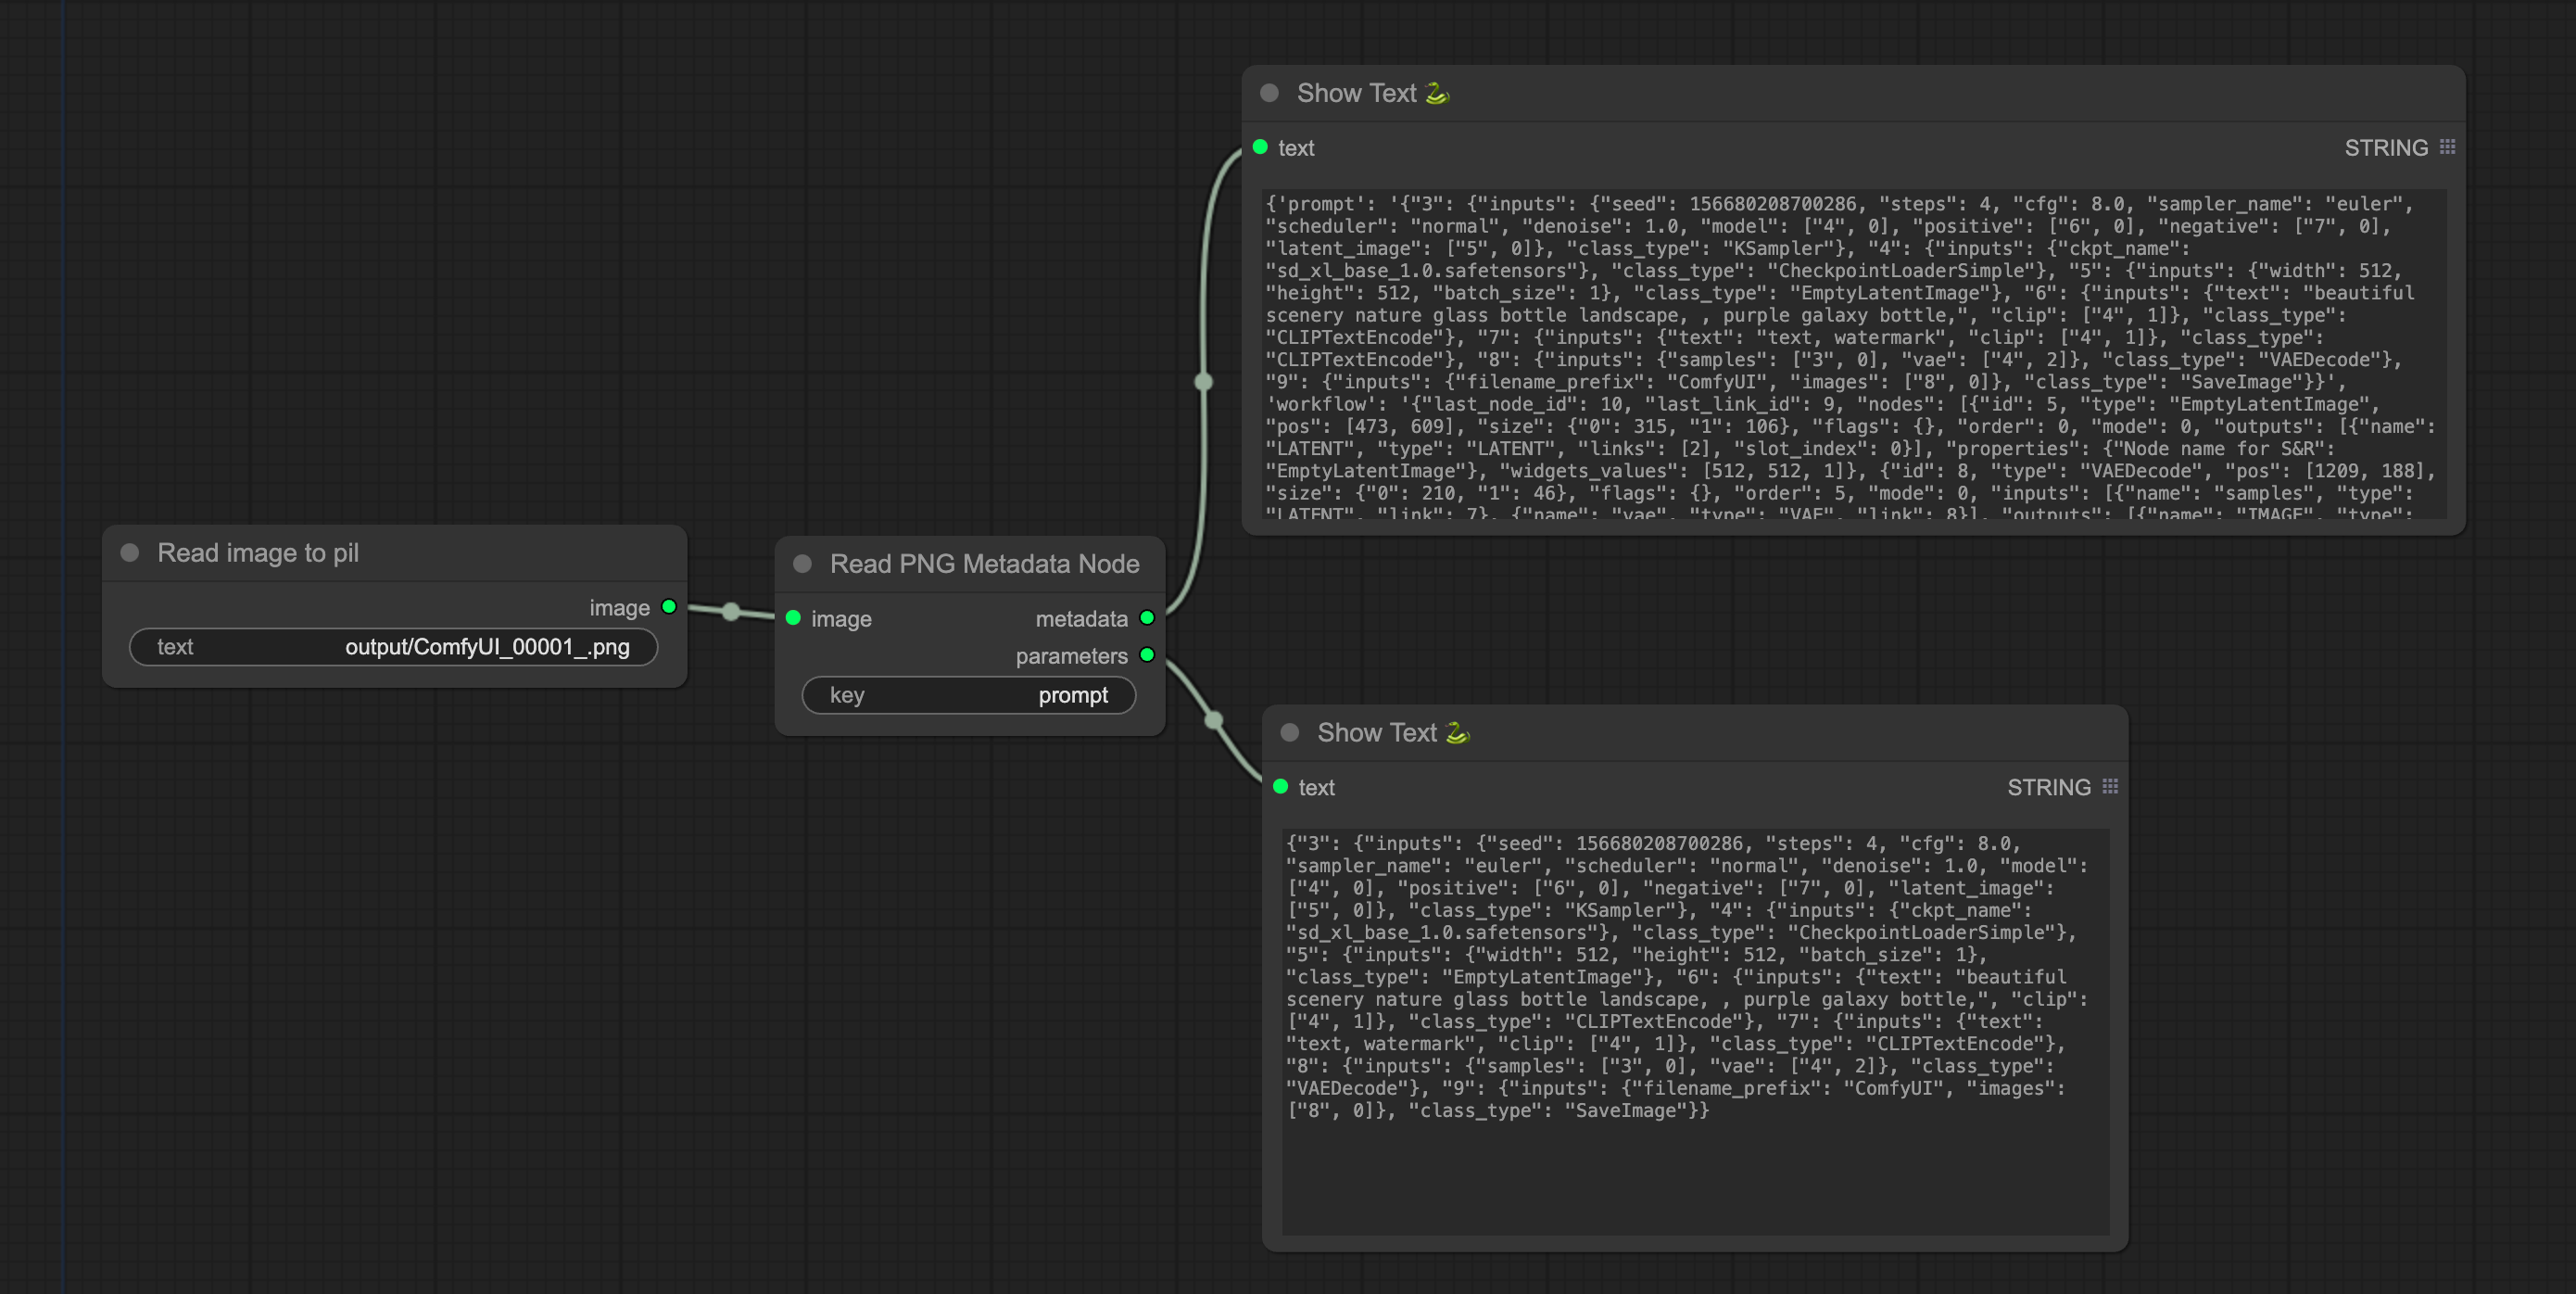 Show Text 🐍
text
STRING
{'prompt': '{"3": {"inputs": {"seed": 156680208700286, "steps": 4, "cfg": 8.0, "sampler_name": "euler",
"scheduler": "normal", "denoise": 1.0, "model": ["4", 0], "positive": ["6", 0], "negative": ["7", 0],
"latent_image": ["5", 0]}, "class_type": "KSampler"}, "4": {"inputs": {"ckpt_name":
"sd_xl_base_1.0.safetensors"}, "class_type": "CheckpointLoaderSimple"}, "5": {"inputs": {"width": 512,
"height": 512, "batch_size": 1}, "class_type": "EmptyLatentImage"}, "6": {"inputs": {"text": "beautiful
scenery nature glass bottle landscape, , purple galaxy bottle,", "clip": ["4", 1]}, "class_type":
"CLIPTextEncode"}, "7": {"inputs": {"text": "text, watermark", "clip": ["4", 1]}, "class_type":
"CLIPTextEncode"}, "8": {"inputs": {"samples": ["3", 0], "vae": ["4", 2]}, "class_type": "VAEDecode"},
"9": {"inputs": {"filename_prefix": "ComfyUI", "images": ["8", 0]}, "class_type": "SaveImage"}}',
'workflow': '{"last_node_id": 10, "last_link_id": 9, "nodes": [{"id": 5, "type": "EmptyLatentImage",
"pos": [473, 609], "size": {"0": 315, "1": 106}, "flags": {}, "order": 0, "mode": 0, "outputs": [{"name":
"LATENT", "type": "LATENT", "links": [2], "slot_index": 0}], "properties": {"Node name for S&R":
"EmptyLatentImage"}, "widgets_values": [512, 512, 1]}, {"id": 8, "type": "VAEDecode", "pos": [1209, 188],
"size": {"0": 210, "1": 46}, "flags": {}, "order": 5, "mode": 0, "inputs": [{"name": "samples", "type":
"LATENT", "link": 7}, {"name": "vae", "type": "VAE", "link": 8}], "outputs": [{"name": "IMAGE", "type":
Read image to pil
image
text output/ComfyUI_00001_.png
Read PNG Metadata Node
image metadata
parameters
key prompt
Show Text 🐍
text
STRING
{"3": {"inputs": {"seed": 156680208700286, "steps": 4, "cfg": 8.0,
"sampler_name": "euler", "scheduler": "normal", "denoise": 1.0, "model":
["4", 0], "positive": ["6", 0], "negative": ["7", 0], "latent_image":
["5", 0]}, "class_type": "KSampler"}, "4": {"inputs": {"ckpt_name":
"sd_xl_base_1.0.safetensors"}, "class_type": "CheckpointLoaderSimple"},
"5": {"inputs": {"width": 512, "height": 512, "batch_size": 1},
"class_type": "EmptyLatentImage"}, "6": {"inputs": {"text": "beautiful
scenery nature glass bottle landscape, , purple galaxy bottle,", "clip":
["4", 1]}, "class_type": "CLIPTextEncode"}, "7": {"inputs": {"text":
"text, watermark", "clip": ["4", 1]}, "class_type": "CLIPTextEncode"},
"8": {"inputs": {"samples": ["3", 0], "vae": ["4", 2]}, "class_type":
"VAEDecode"}, "9": {"inputs": {"filename_prefix": "ComfyUI", "images":
["8", 0]}, "class_type": "SaveImage"}}